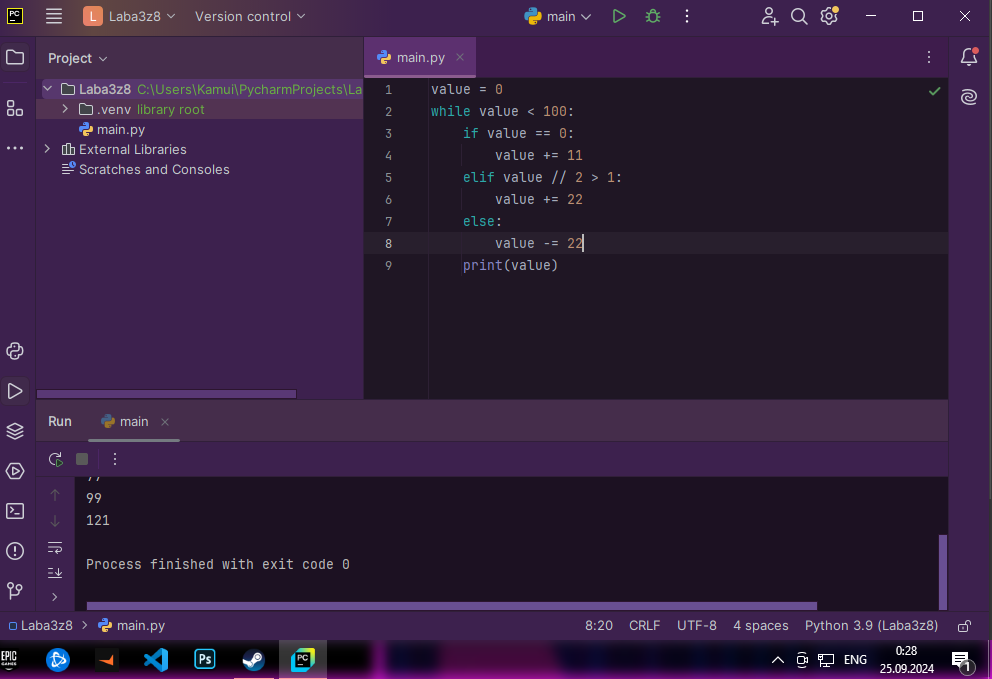 PC
L Laba3z8 Version control main
Project
main.py
Laba3z8 C:\Users\Kamui\PycharmProjects\La
.venv library root
main.py
External Libraries
Scratches and Consoles
1 value = 0
2 while value < 100:
3 if value == 0:
4 value += 11
5 elif value // 2 > 1:
6 value += 22
7 else:
8 value -= 22
9 print(value)
Run main
77
99
121
Process finished with exit code 0
Laba3z8 > main.py 8:20 CRLF UTF-8 4 spaces Python 3.9 (Laba3z8)
EPIC GAMES Ps PC ENG 0:28
25.09.2024 1